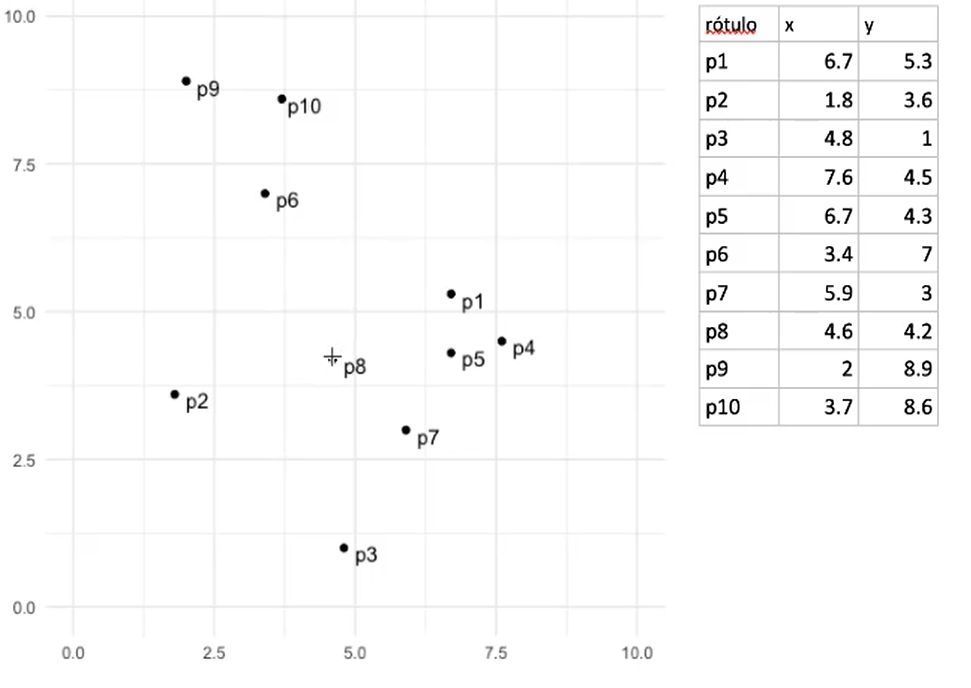 10.0
7.5
5.0
2.5
0.0
0.0 2.5 5.0 7.5 10.0
p9
p10
p6
p1
p4
p5
p8
p2
p7
p3
rótulo x y
p1 6.7 5.3
p2 1.8 3.6
p3 4.8 1
p4 7.6 4.5
p5 6.7 4.3
p6 3.4 7
p7 5.9 3
p8 4.6 4.2
p9 2 8.9
p10 3.7 8.6